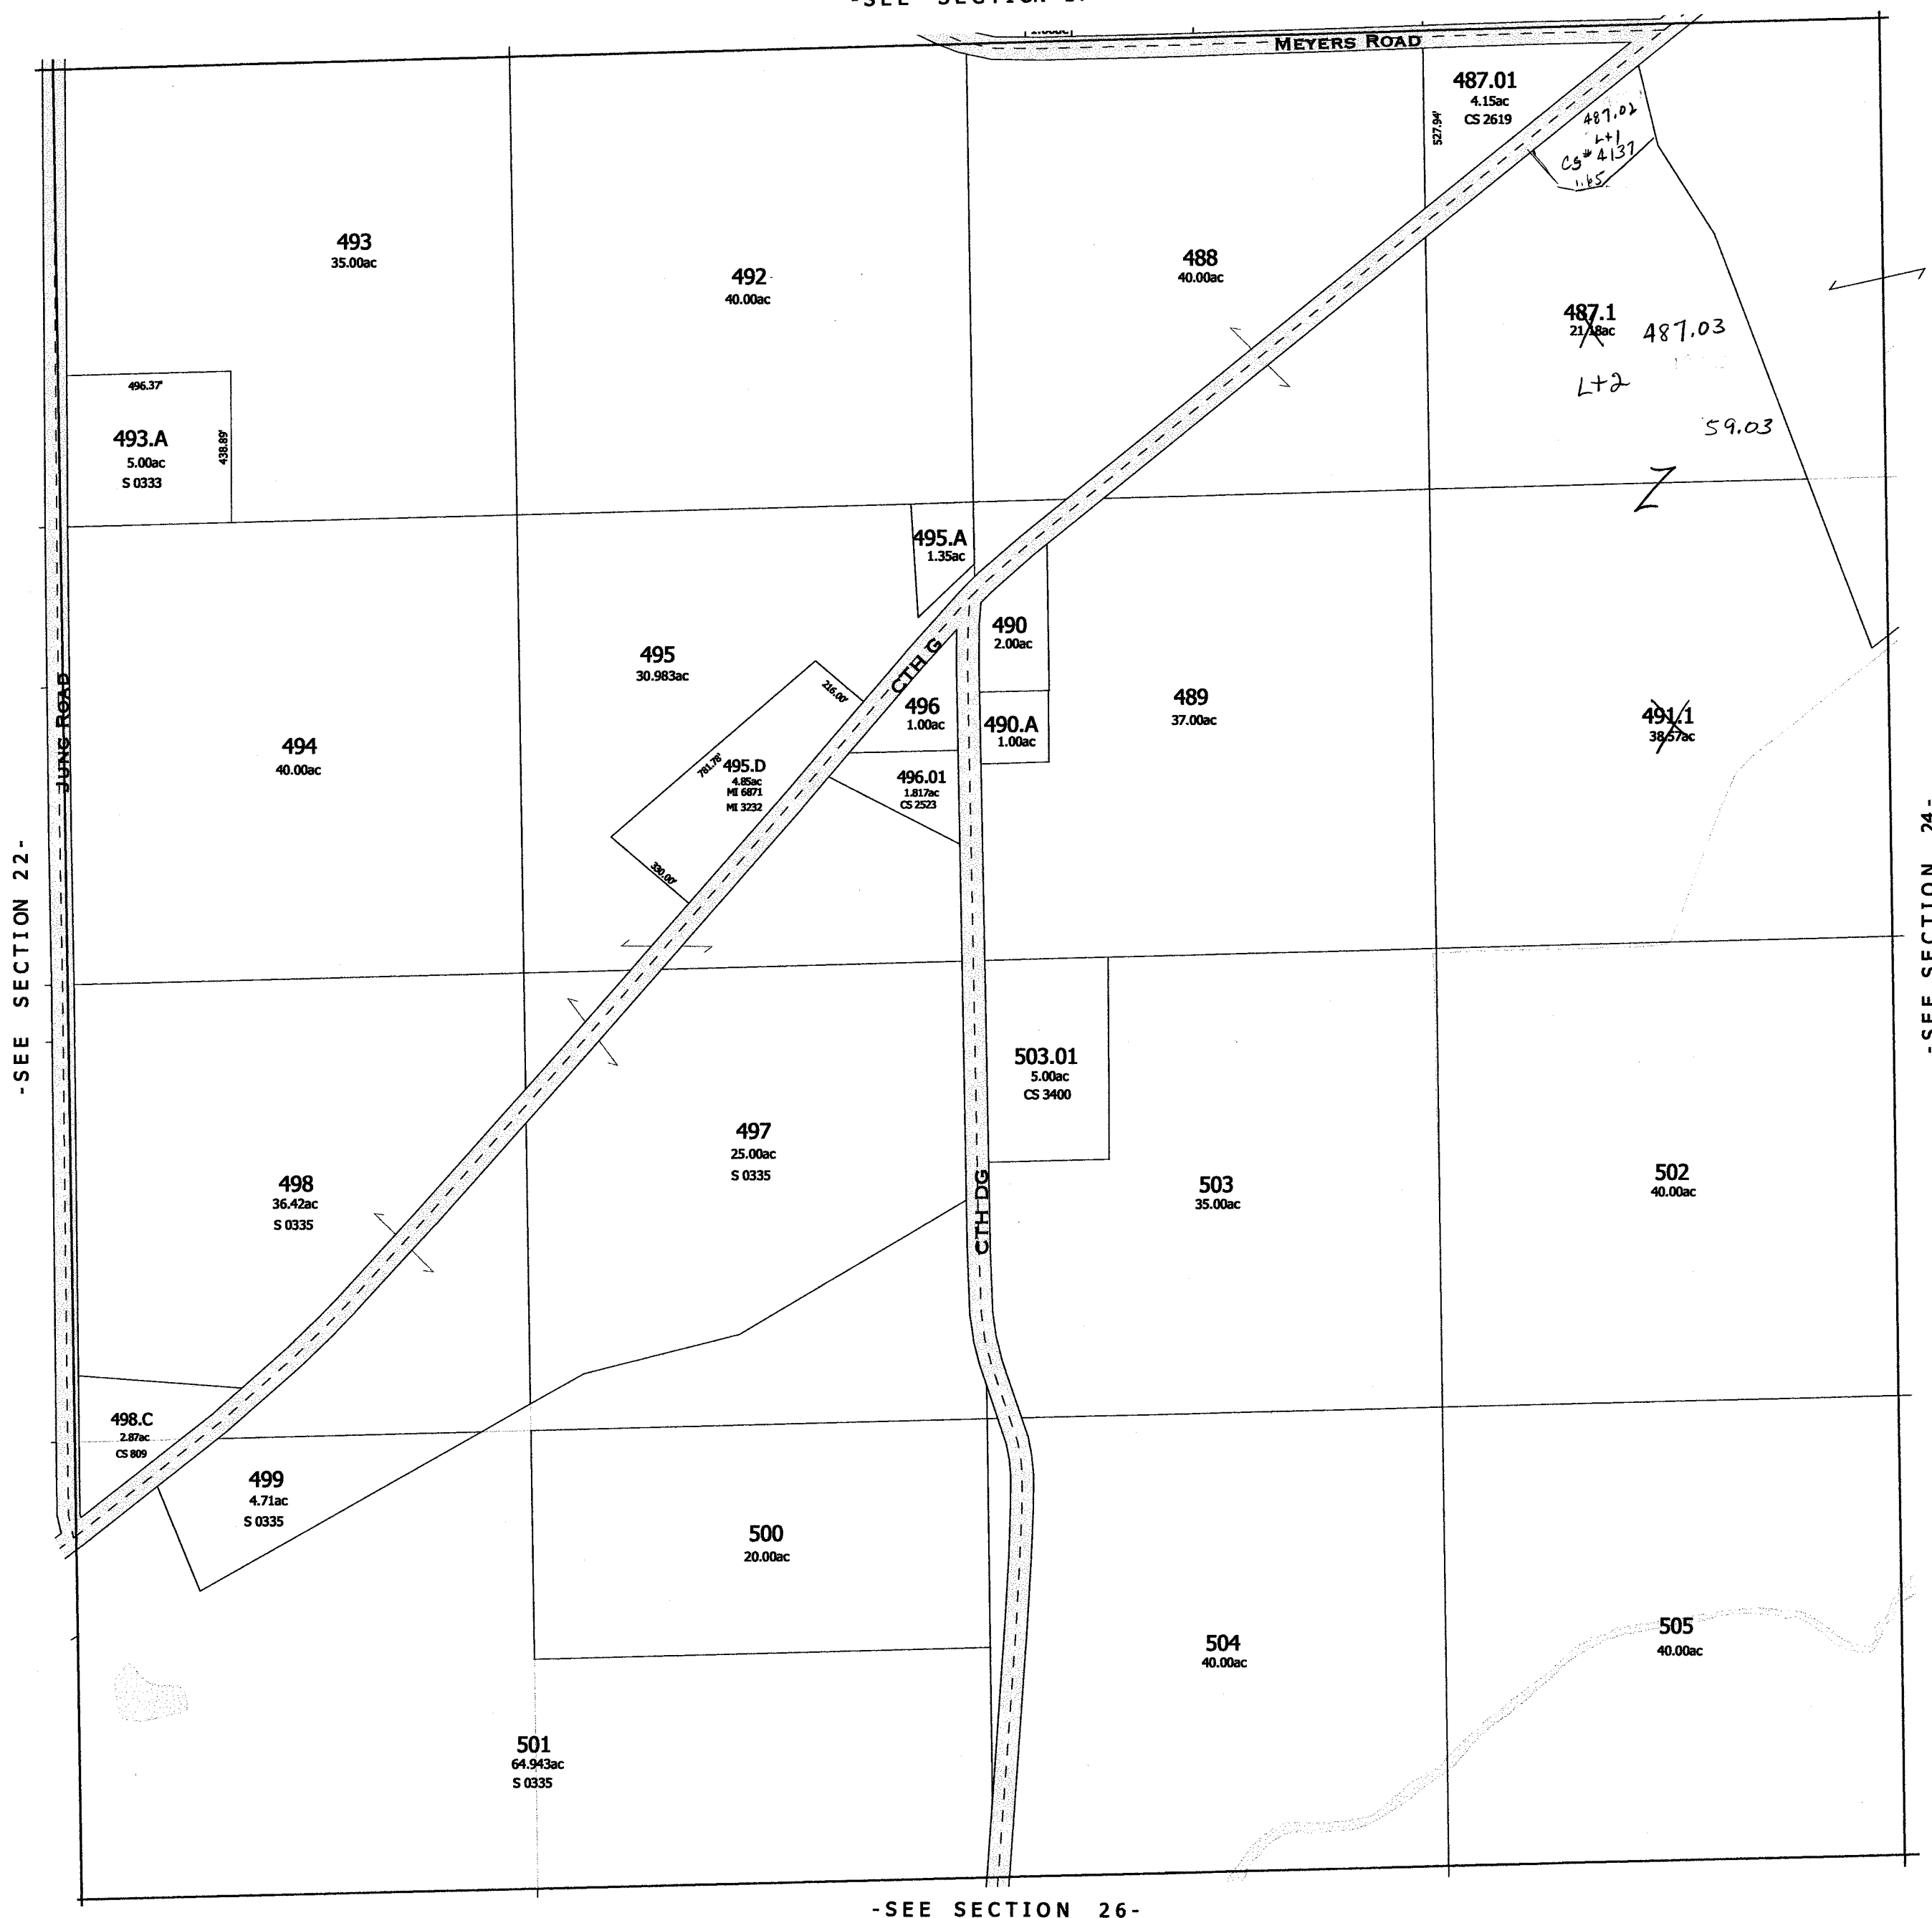 -SEE SECTION
MEYERS ROAD
487.01
4.15ac
CS 2619
527.94'
487.02
L+1
CS# 4137
1.65
493
35.00ac
492
40.00ac
488
40.00ac
487.1
21.18ac
487.03
L+2
59.03
Z
496.37'
493.A
5.00ac
S 0333
438.89'
495.A
1.35ac
490
2.00ac
495
30.983ac
216.00'
CTH G
496
1.00ac
490.A
1.00ac
489
37.00ac
491.1
38.57ac
JUNG ROAD
494
40.00ac
781.78'
495.D
4.85ac
MI 6871
MI 3232
496.01
1.817ac
CS 2523
330.00'
-SEE SECTION 22-
-SEE SECTION 24-
503.01
5.00ac
CS 3400
497
25.00ac
S 0335
498
36.42ac
S 0335
CTH DG
503
35.00ac
502
40.00ac
498.C
2.87ac
CS 809
499
4.71ac
S 0335
500
20.00ac
504
40.00ac
505
40.00ac
501
64.943ac
S 0335
-SEE SECTION 26-